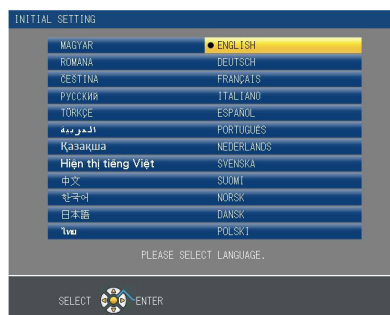 INITIAL SETTING
MAGYAR ENGLISH
ROMÂNA DEUTSCH
ČEŠTINA FRANÇAIS
РУССКИЙ ITALIANO
TÜRKÇE ESPAÑOL
العربية PORTUGUÊS
Қазақша NEDERLANDS
Hiện thị tiếng Việt SVENSKA
中文 SUOMI
한국어 NORSK
日本語 DANSK
ไทย POLSKI
PLEASE SELECT LANGUAGE.
SELECT ENTER